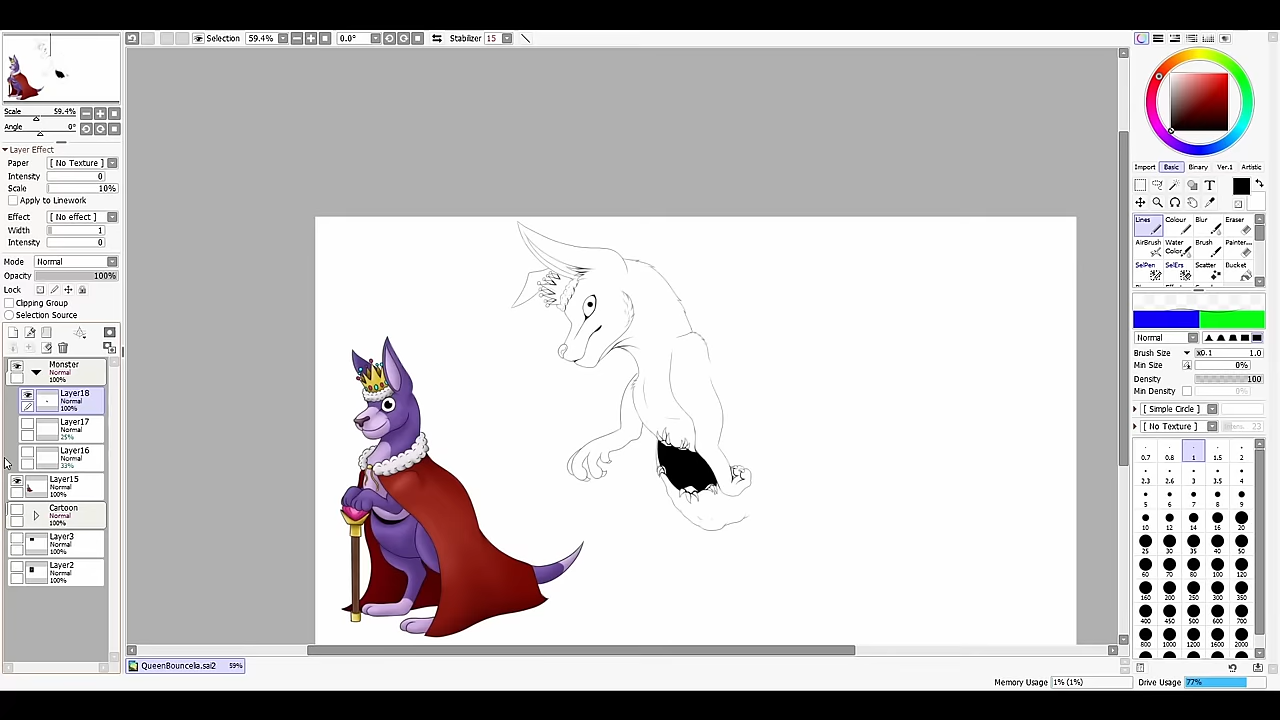 Selection 59.4% 0.0° Stabilizer 15
Scale 59.4%
Angle 0°
Layer Effect
Paper [ No Texture ]
Intensity 0
Scale 10%
Apply to Linework
Effect [ No effect ]
Width 1
Intensity 0
Mode Normal
Opacity 100%
Lock
Clipping Group
Selection Source
Monster
Normal
100%
Layer18
Normal
100%
Layer17
Normal
25%
Layer16
Normal
33%
Layer15
Normal
100%
Cartoon
Normal
100%
Layer3
Normal
100%
Layer2
Normal
100%
QueenBouncelia.sai2 59%
Import Basic Binary Ver.1 Artistic
Lines Colour Blur Eraser
AirBrush Water Color Brush Painter...
SelPen SelErs Scatter Bucket
Normal
Brush Size x0.1 1.0
Min Size 0%
Density 100
Min Density 0%
[ Simple Circle ]
[ No Texture ] Intens. 23
0.7 0.8 1 1.5 2
2.3 2.6 3 3.5 4
5 6 7 8 9
10 12 14 16 20
25 30 35 40 50
60 70 80 100 120
160 200 250 300 350
400 450 500 600 700
800 1000 1200 1600 2000
Memory Usage 1% (1%) Drive Usage 77%